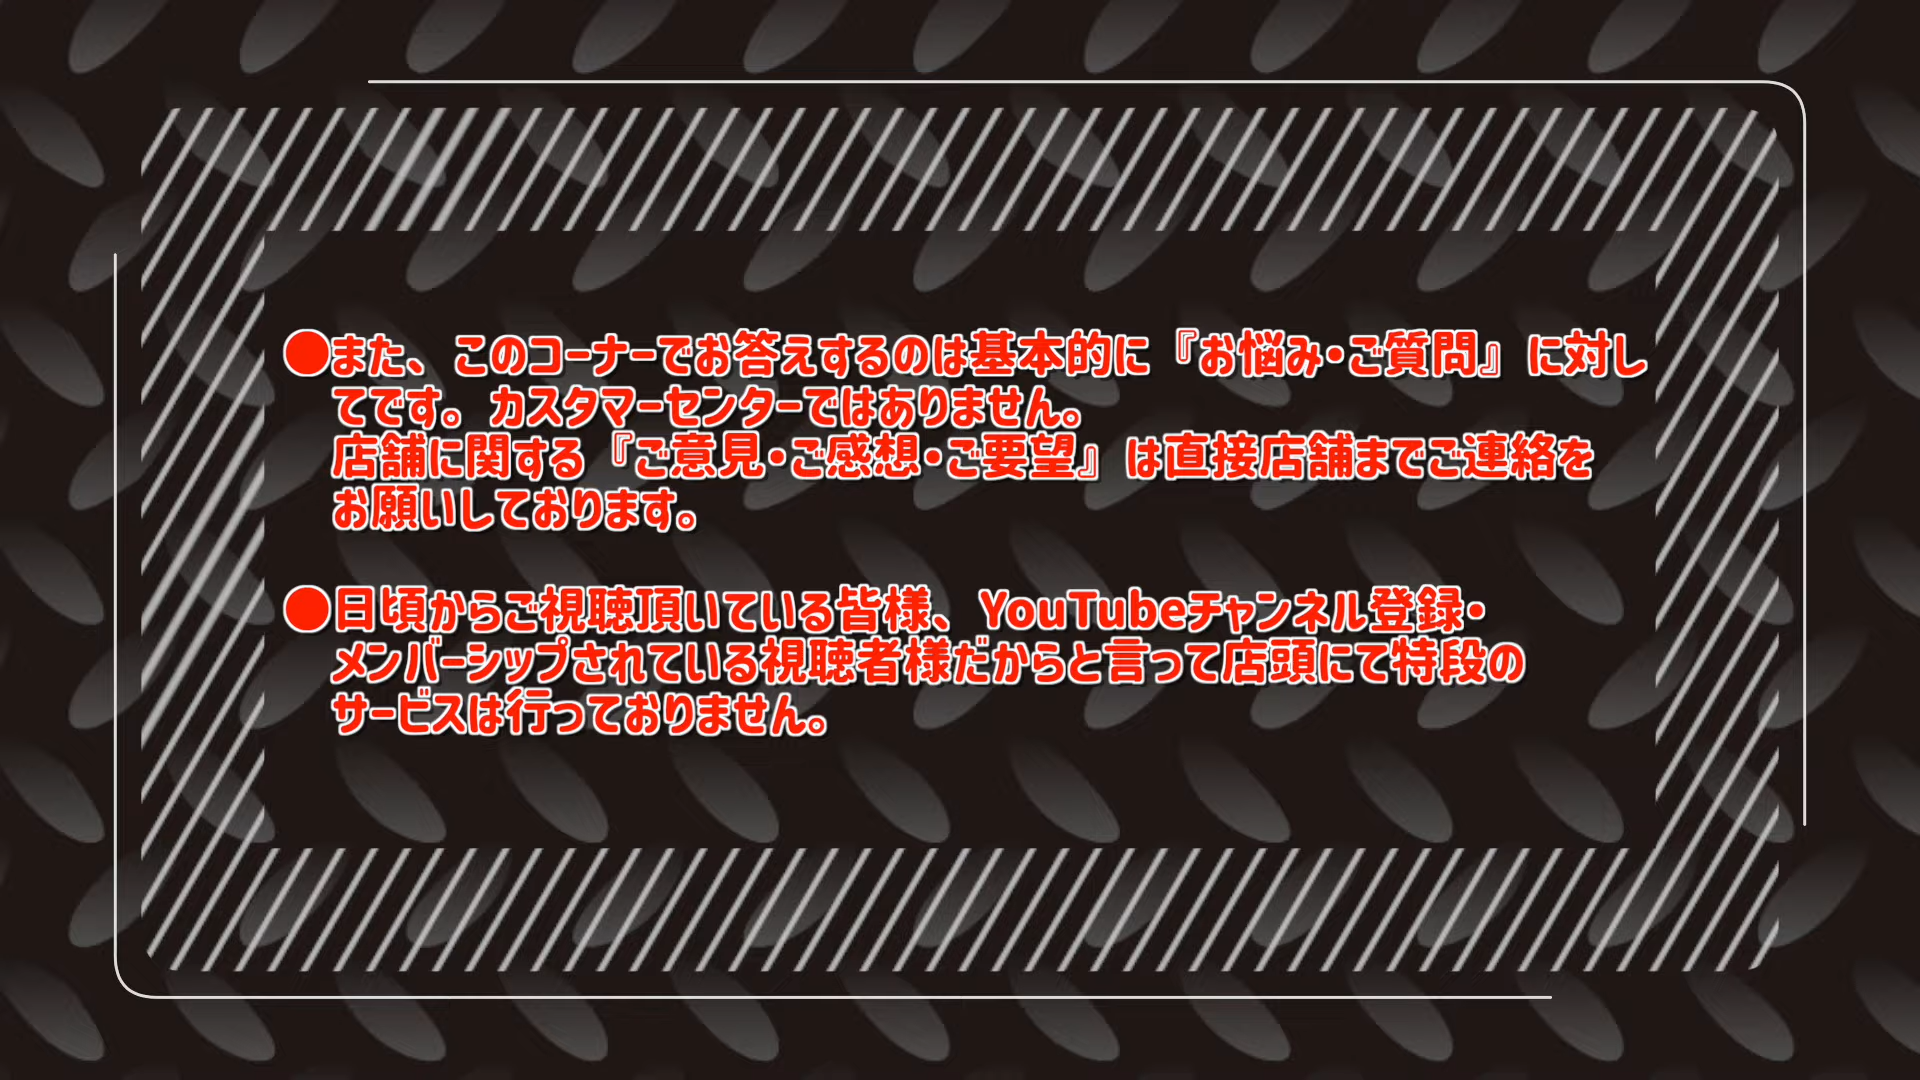 ●また、このコーナーでお答えするのは基本的に『お悩み・ご質問』に対し
てです。カスタマーセンターではありません。
店舗に関する『ご意見・ご感想・ご要望』は直接店舗までご連絡を
お願いしております。
●日頃からご視聴頂いている皆様、YouTubeチャンネル登録・
メンバーシップされている視聴者様だからと言って店頭にて特段の
サービスは行っておりません。